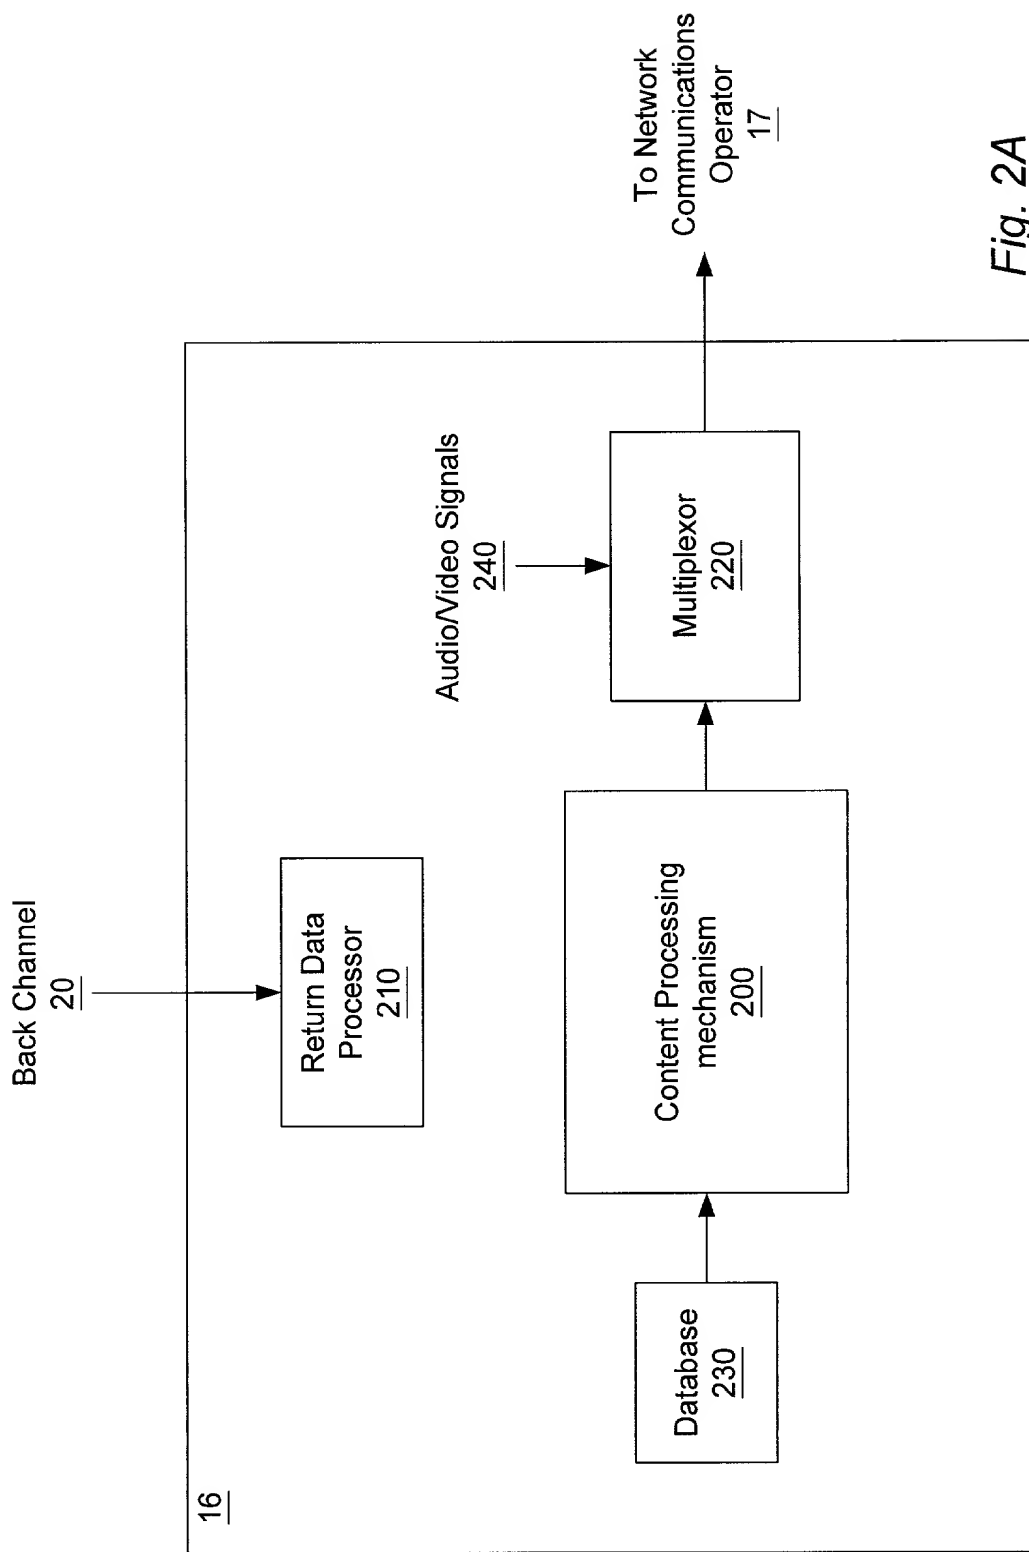 Back Channel
20
16
Return Data
Processor
210
Audio/Video Signals
240
To Network
Communications
Operator
17
Database
230
Content Processing
mechanism
200
Multiplexor
220
Fig. 2A